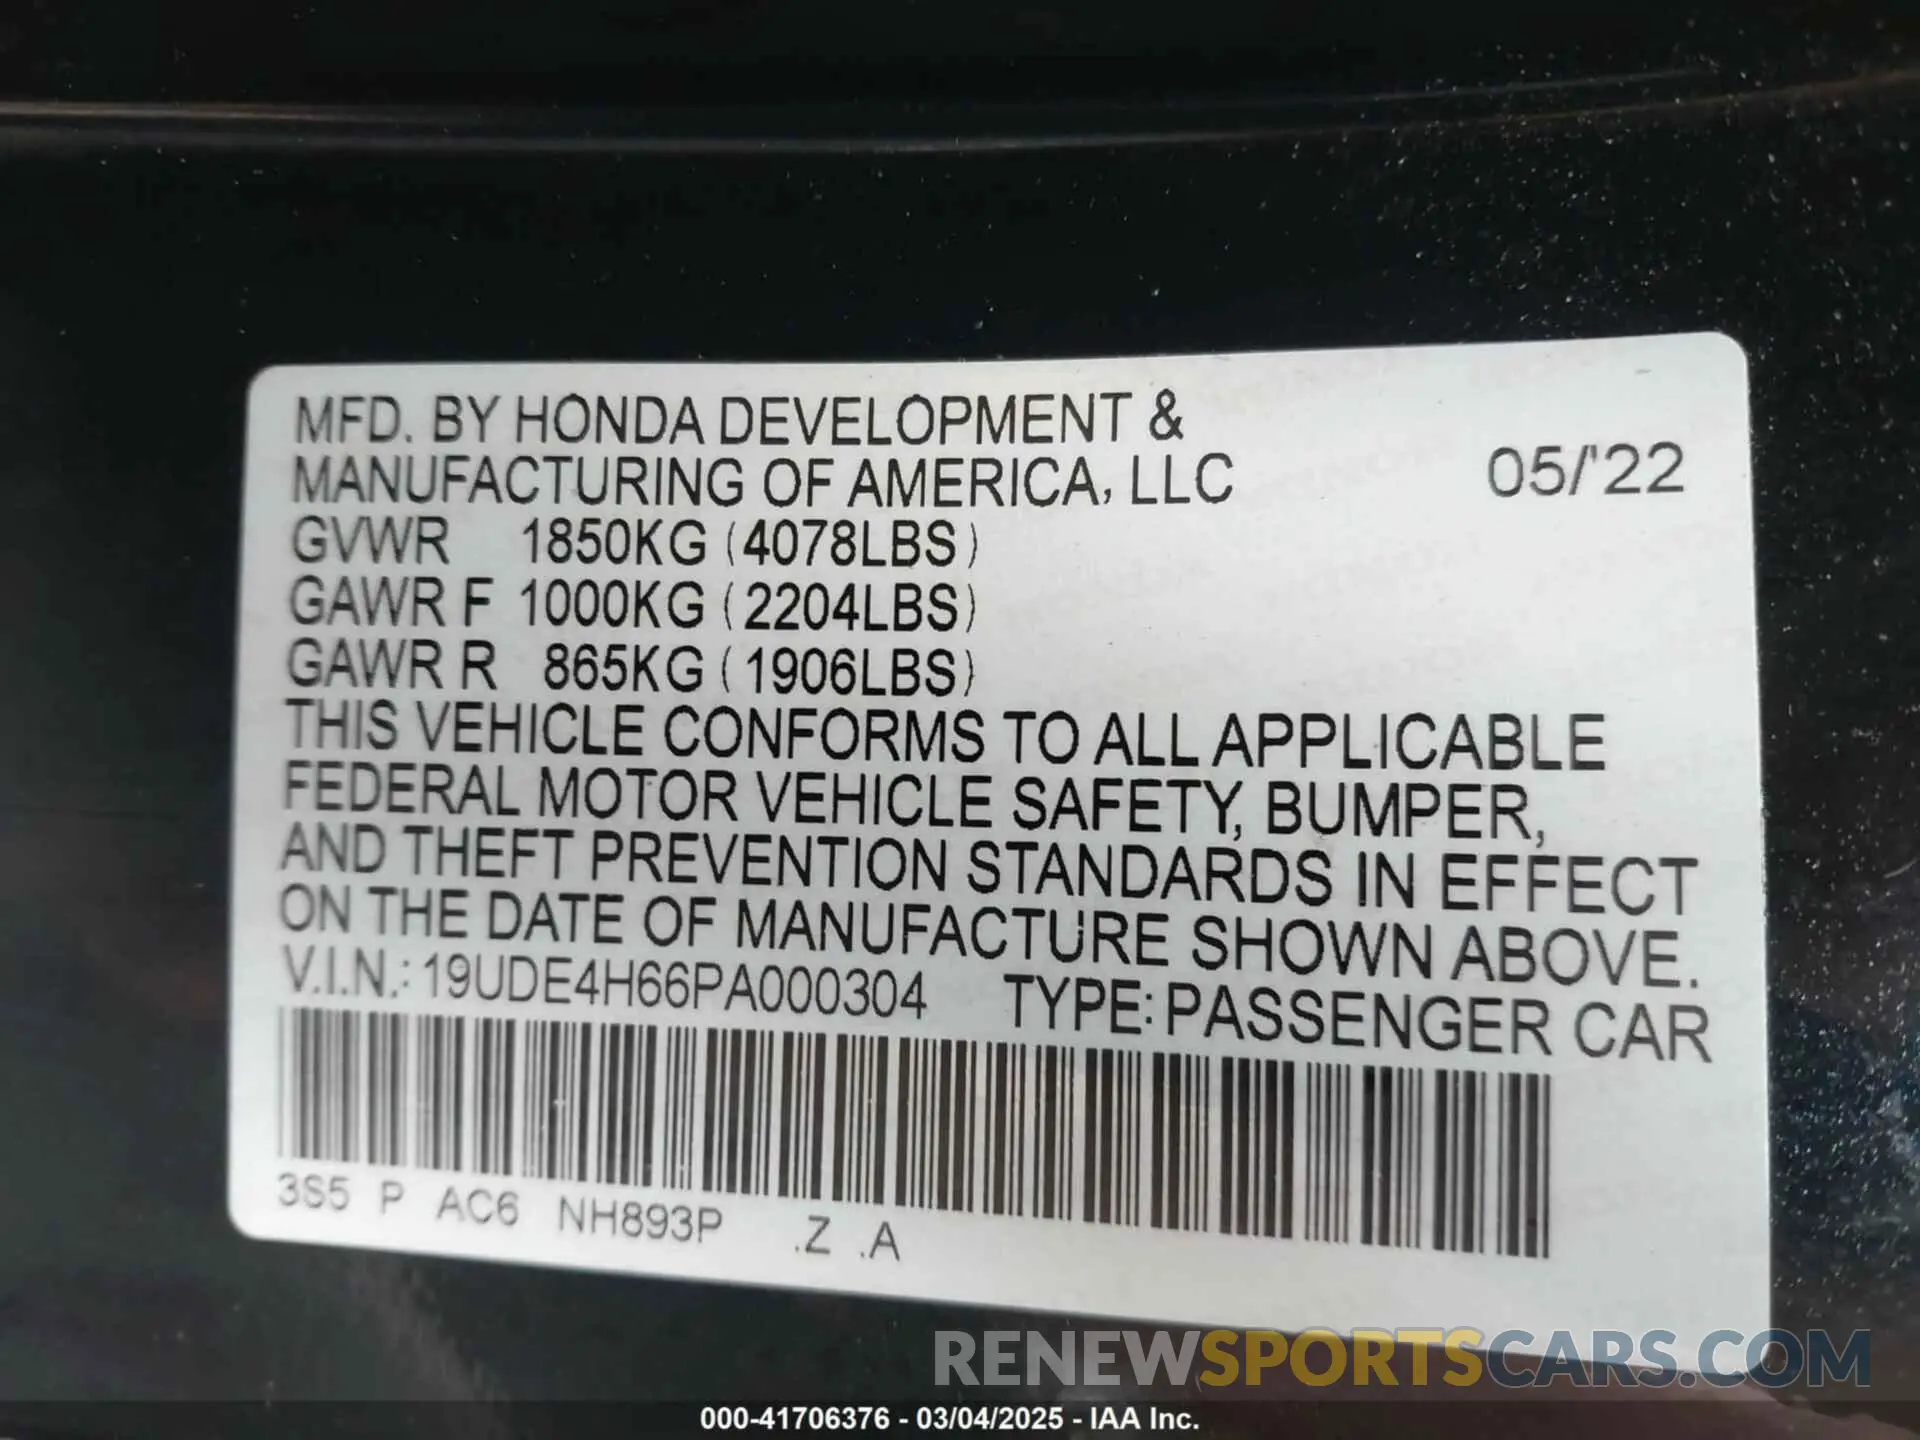 MFD. BY HONDA DEVELOPMENT &
MANUFACTURING OF AMERICA, LLC 05/'22
GVWR 1850KG (4078LBS)
GAWR F 1000KG (2204LBS)
GAWR R 865KG (1906LBS)
THIS VEHICLE CONFORMS TO ALL APPLICABLE
FEDERAL MOTOR VEHICLE SAFETY, BUMPER,
AND THEFT PREVENTION STANDARDS IN EFFECT
ON THE DATE OF MANUFACTURE SHOWN ABOVE.
V.I.N.: 19UDE4H66PA000304 TYPE: PASSENGER CAR
3S5 P AC6 NH893P .Z .A
RENEWSPORTSCARS.COM
000-41706376 - 03/04/2025 - IAA Inc.